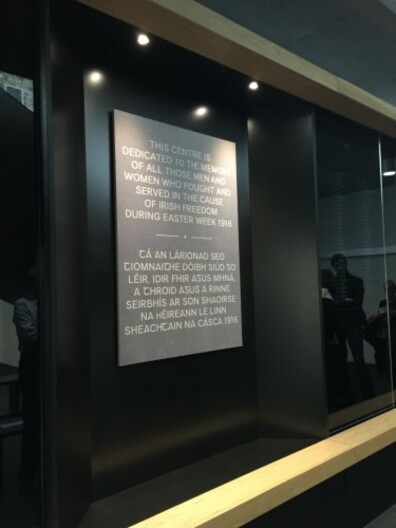 THIS CENTRE IS
DEDICATED TO THE MEMORY
OF ALL THOSE MEN AND
WOMEN WHO FOUGHT AND
SERVED IN THE CAUSE
OF IRISH FREEDOM
DURING EASTER WEEK 1916
TÁ AN LÁRIONAD SEO
TIOMNAITHE DÓIBH SIÚD GO
LÉIR, IDIR FHIR AGUS MHNÁ,
A THROID AGUS A RINNE
SEIRBHÍS AR SON SHAOIRSE
NA HÉIREANN LE LINN
SHEACHTAIN NA CÁSCA 1916